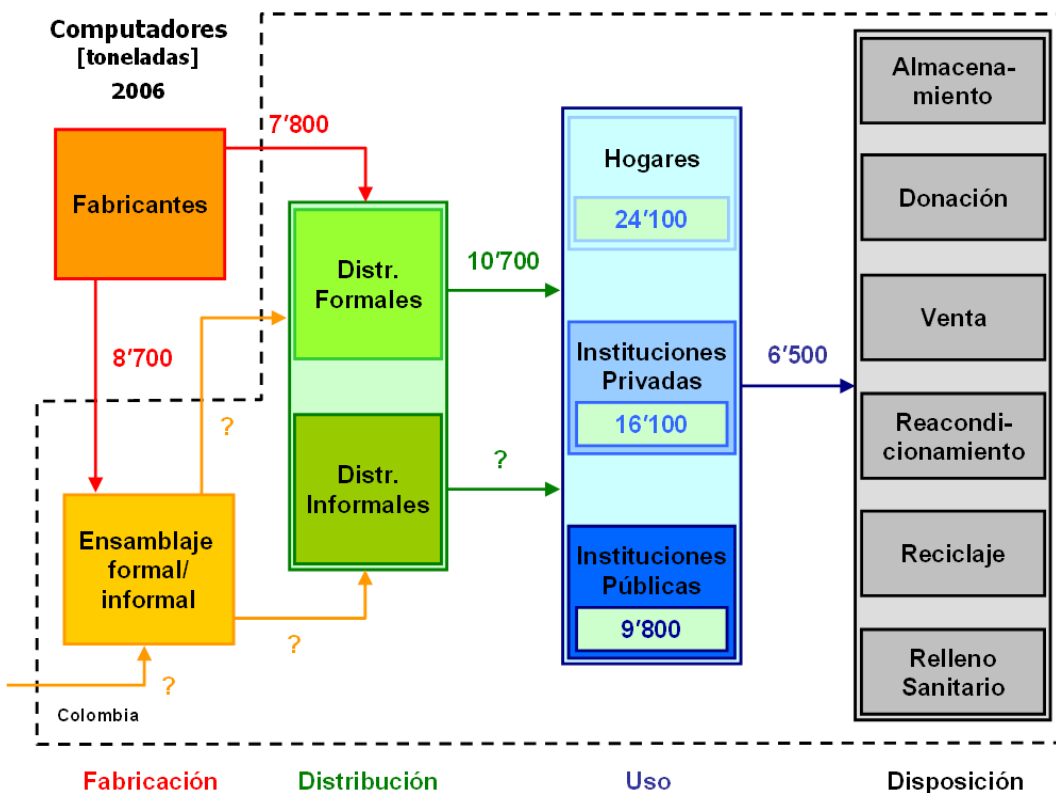 Computadores
[toneladas]
2006
Fabricantes
7’800
8’700
?
Ensamblaje
formal/
informal
?
?
Colombia
Distr.
Formales
Distr.
Informales
10’700
?
Hogares
24’100
Instituciones
Privadas
16’100
Instituciones
Públicas
9’800
6’500
Almacena-
miento
Donación
Venta
Reacondi-
cionamiento
Reciclaje
Relleno
Sanitario
Fabricación
Distribución
Uso
Disposición